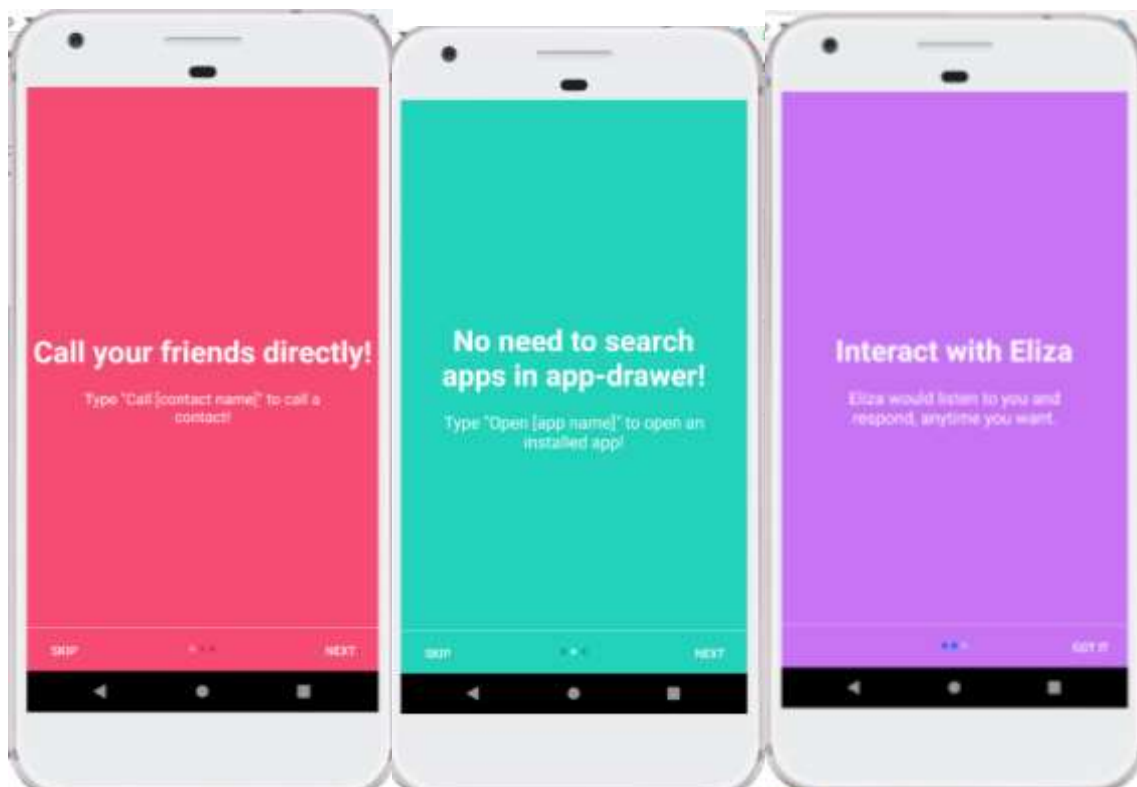 Call your friends directly!
Type "Call [contact name]" to call a
contact!
SKIP
NEXT
No need to search
apps in app-drawer!
Type "Open [app name]" to open an
installed app!
SKIP
NEXT
Interact with Eliza
Eliza would listen to you and
respond, anytime you want.
GOT IT